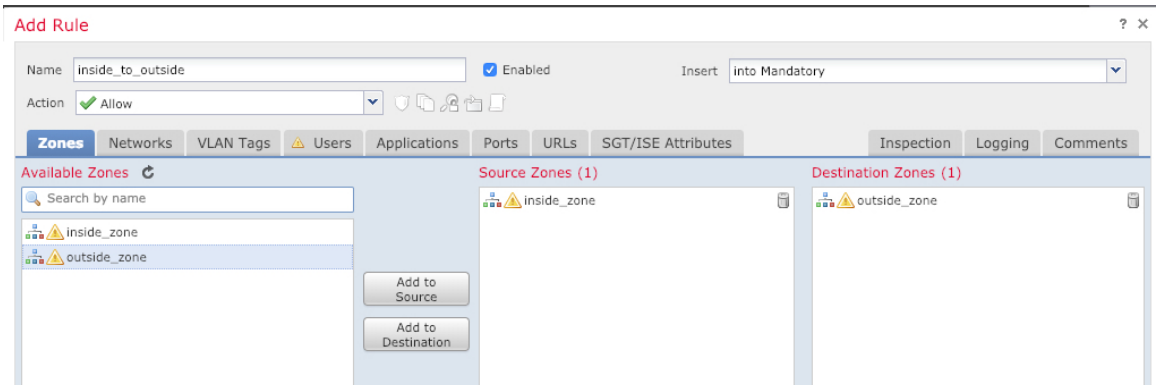 Add Rule ? ×
Name inside_to_outside Enabled Insert into Mandatory
Action Allow
Zones Networks VLAN Tags Users Applications Ports URLs SGT/ISE Attributes Inspection Logging Comments
Available Zones Source Zones (1) Destination Zones (1)
Search by name inside_zone outside_zone
inside_zone
outside_zone
Add to
Source
Add to
Destination